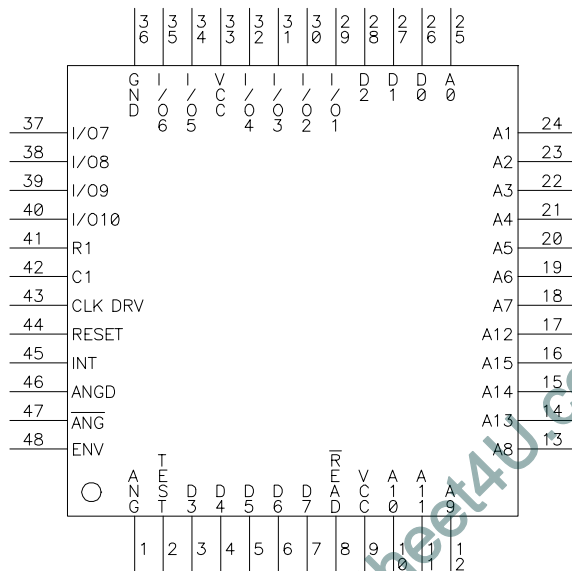 36 35 34 33 32 31 30 29 28 27 26 25
GND I/O6 I/O5 VCC I/O4 I/O3 I/O2 I/O1 D2 D1 D0 A0
37 I/O7 A1 24
38 I/O8 A2 23
39 I/O9 A3 22
40 I/O10 A4 21
41 R1 A5 20
42 C1 A6 19
43 CLK DRV A7 18
44 RESET A12 17
45 INT A15 16
46 ANGD A14 15
47 A̅N̅G̅ A13 14
48 ENV A8 13
ANG TEST D3 D4 D5 D6 D7 R̅EAD VCC A10 A11 A9
1 2 3 4 5 6 7 8 9 10 11 12
heet4U.co